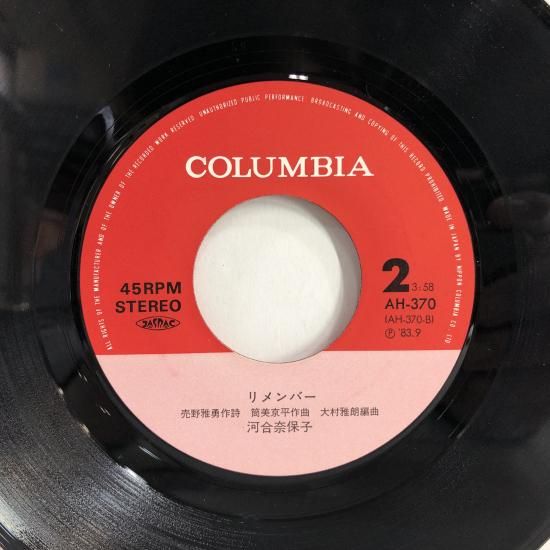 ALL RIGHTS OF THE MANUFACTURER AND OF THE OWNER OF THE RECORDED WORK RESERVED. UNAUTHORIZED PUBLIC PERFORMANCE, BROADCASTING AND COPYING OF THIS RECORD PROHIBITED. MADE IN JAPAN BY NIPPON COLUMBIA CO. LTD.
COLUMBIA
45RPM
STEREO
JASRAC
2 3:58
AH-370
(AH-370-B)
Ⓟ '83.9
リメンバー
売野雅勇作詩 筒美京平作曲 大村雅朗編曲
河合奈保子